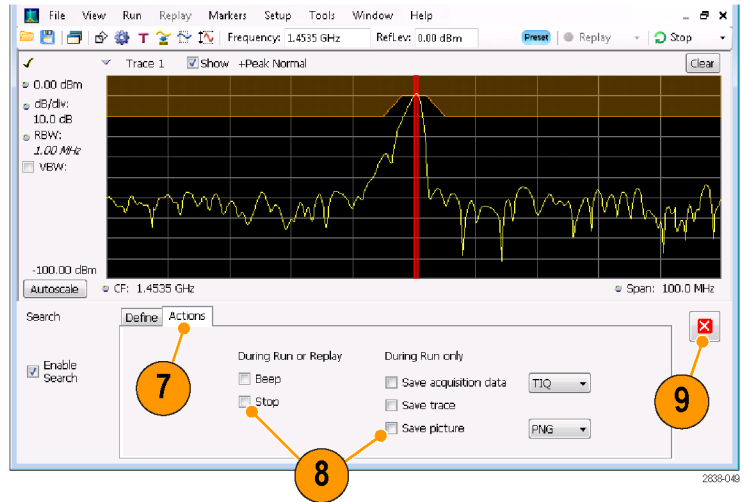 File View Run Replay Markers Setup Tools Window Help
T Frequency: 1.4535 GHz RefLev: 0.00 dBm Preset Replay Stop
Trace 1 Show +Peak Normal Clear
0.00 dBm
dB/div:
10.0 dB
RBW:
1.00 MHz
VBW:
-100.00 dBm
Autoscale CF: 1.4535 GHz Span: 100.0 MHz
Search Define Actions
During Run or Replay During Run only
Enable
Search
Beep Save acquisition data TIQ
Stop Save trace
Save picture PNG
7
8
9
2838-049